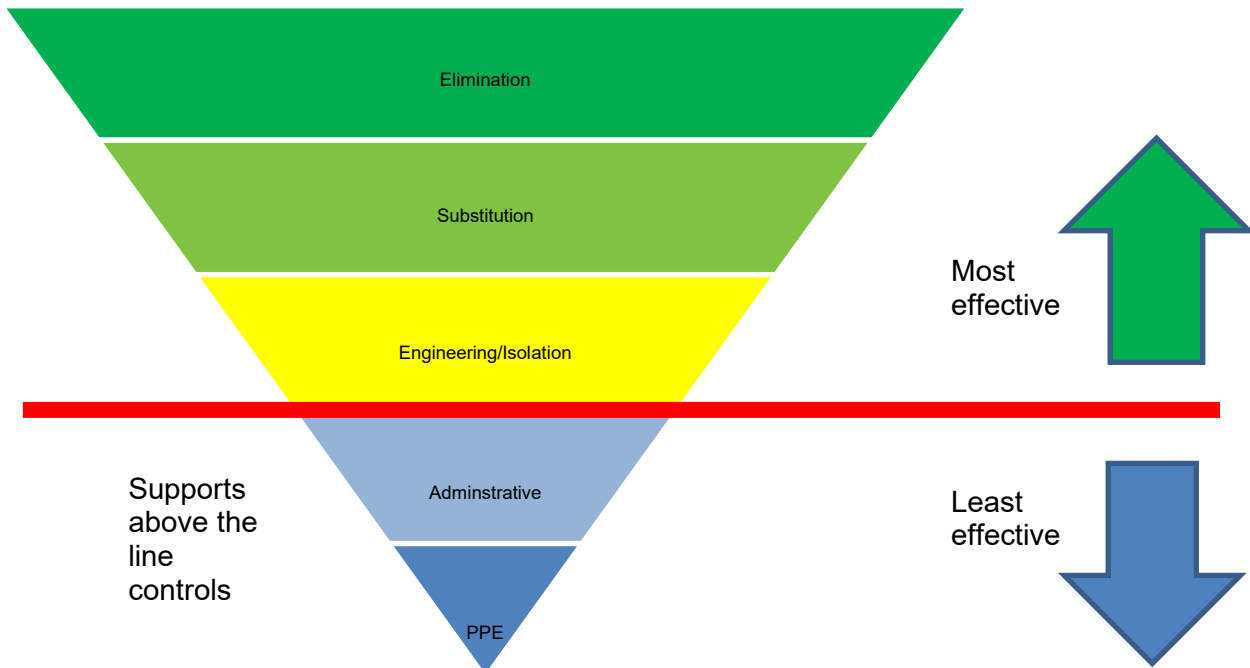 Elimination
Substitution
Most
effective
Engineering/Isolation
Supports
above the
line
controls
Adminstrative
Least
effective
PPE